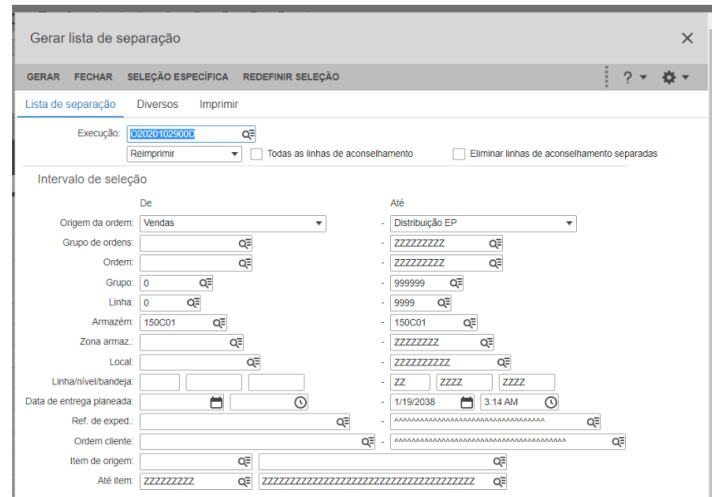 Gerar lista de separação
GERAR FECHAR SELEÇÃO ESPECÍFICA REDEFINIR SELEÇÃO ?
Lista de separação Diversos Imprimir
Execução: O2020102900D
Reimprimir Todas as linhas de aconselhamento Eliminar linhas de aconselhamento separadas
Intervalo de seleção
De Até
Origem da ordem: Vendas - Distribuição EP
Grupo de ordens: - ZZZZZZZZZ
Ordem: - ZZZZZZZZZ
Grupo: 0 - 999999
Linha: 0 - 9999
Armazém: 150C01 - 150C01
Zona armaz.: - ZZZZZZZZ
Local: - ZZZZZZZZZZ
Linha/nível/bandeja: - ZZ ZZZZ ZZZZ
Data de entrega planeada: - 1/19/2038 3:14 AM
Ref. de exped.: -
Ordem cliente: -
Item de origem:
Até item: ZZZZZZZZZ